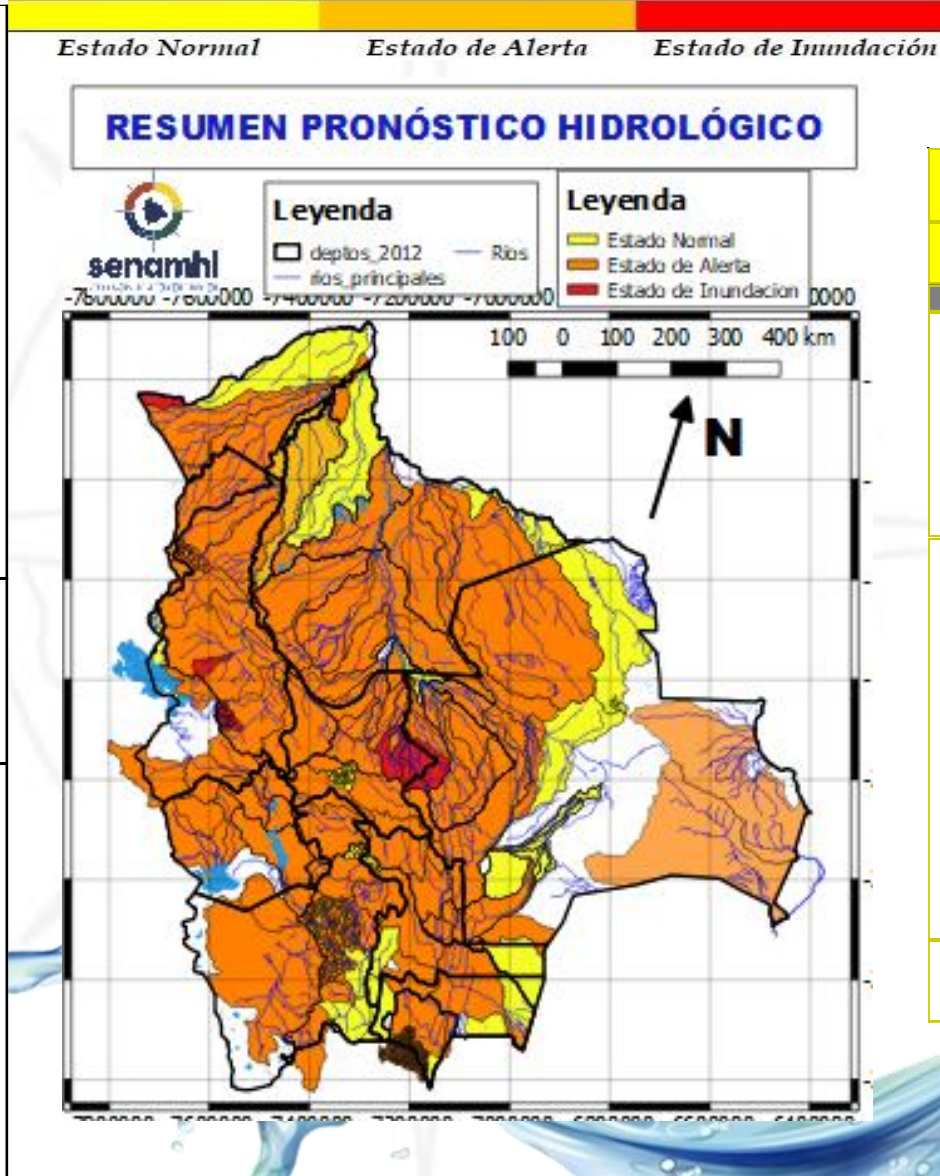 Estado Normal Estado de Alerta Estado de Inundación
RESUMEN PRONÓSTICO HIDROLÓGICO
senamhi
Leyenda
deptos_2012 Rios
rios_principales
Leyenda
Estado Normal
Estado de Alerta
Estado de Inundacion
-7800000 -7600000 -7400000 -7200000 -7000000
100 0 100 200 300 400 km
N